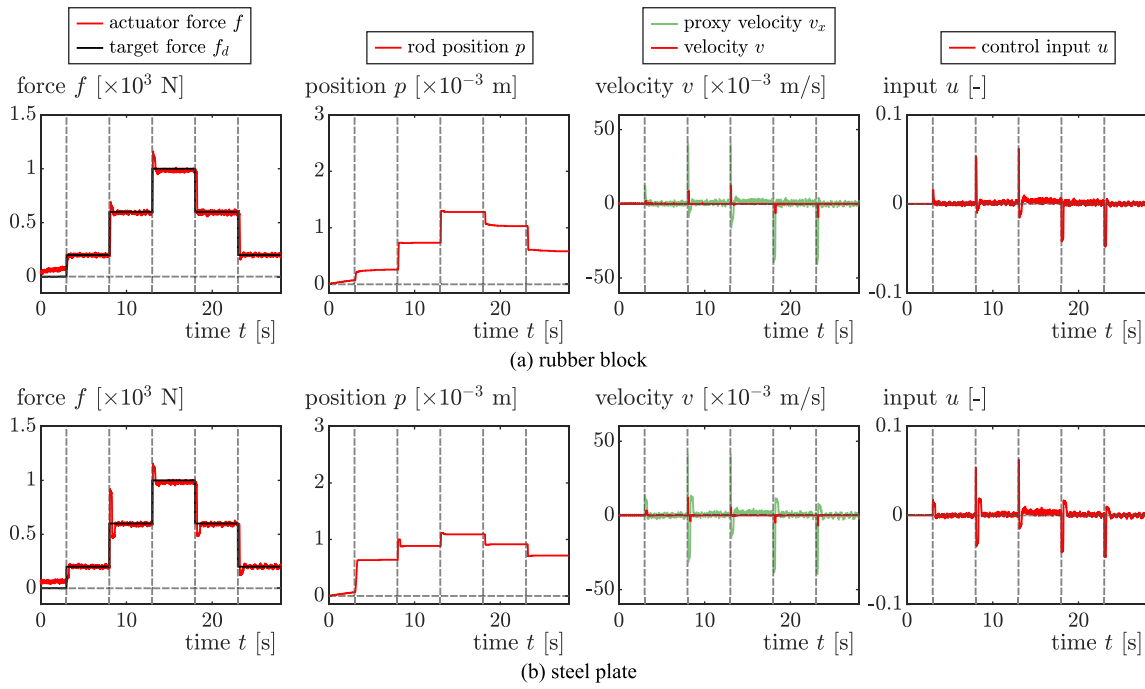 actuator force f
target force f_d
rod position p
proxy velocity v_x
velocity v
control input u
force f [×10³ N]
position p [×10⁻³ m]
velocity v [×10⁻³ m/s]
input u [-]
1.5
1
0.5
0
0 10 20
time t [s]
3
2
1
0
0 10 20
time t [s]
50
0
-50
0 10 20
time t [s]
0.1
0
-0.1
0 10 20
time t [s]
(a) rubber block
force f [×10³ N]
position p [×10⁻³ m]
velocity v [×10⁻³ m/s]
input u [-]
1.5
1
0.5
0
0 10 20
time t [s]
3
2
1
0
0 10 20
time t [s]
50
0
-50
0 10 20
time t [s]
0.1
0
-0.1
0 10 20
time t [s]
(b) steel plate